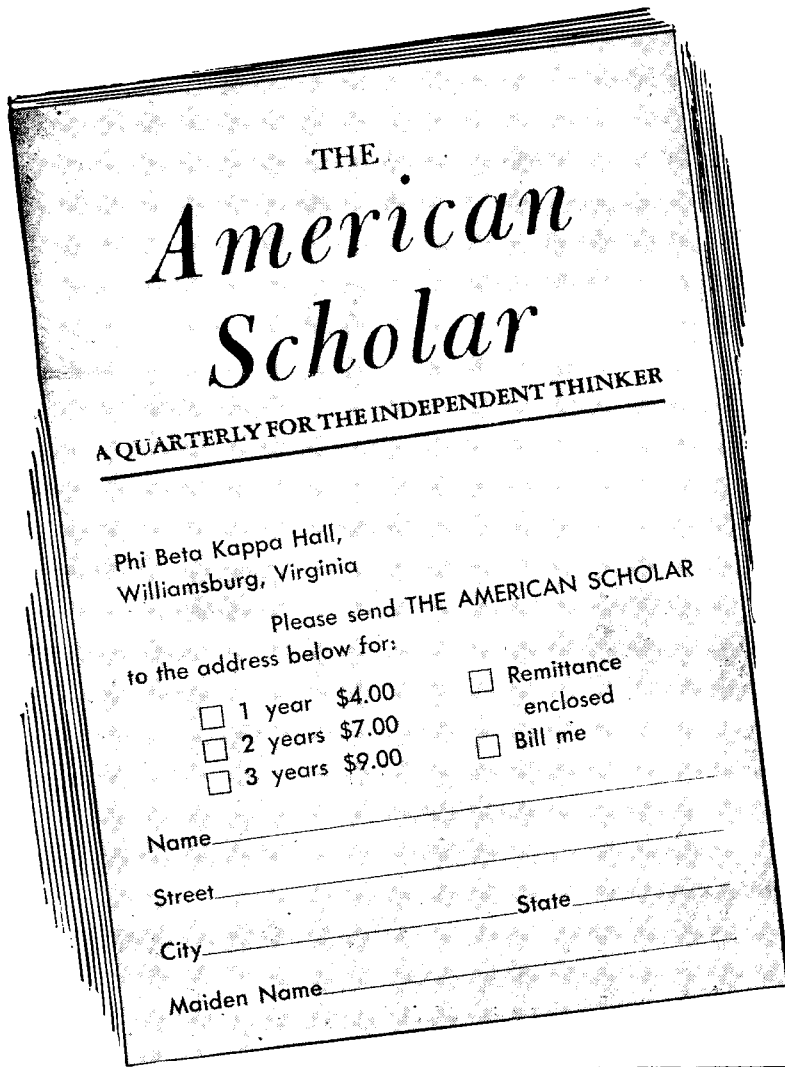 THE
American
Scholar
A QUARTERLY FOR THE INDEPENDENT THINKER
Phi Beta Kappa Hall,
Williamsburg, Virginia
Please send THE AMERICAN SCHOLAR
to the address below for:
1 year $4.00
2 years $7.00
3 years $9.00
Remittance
enclosed
Bill me
Name
Street
City State
Maiden Name